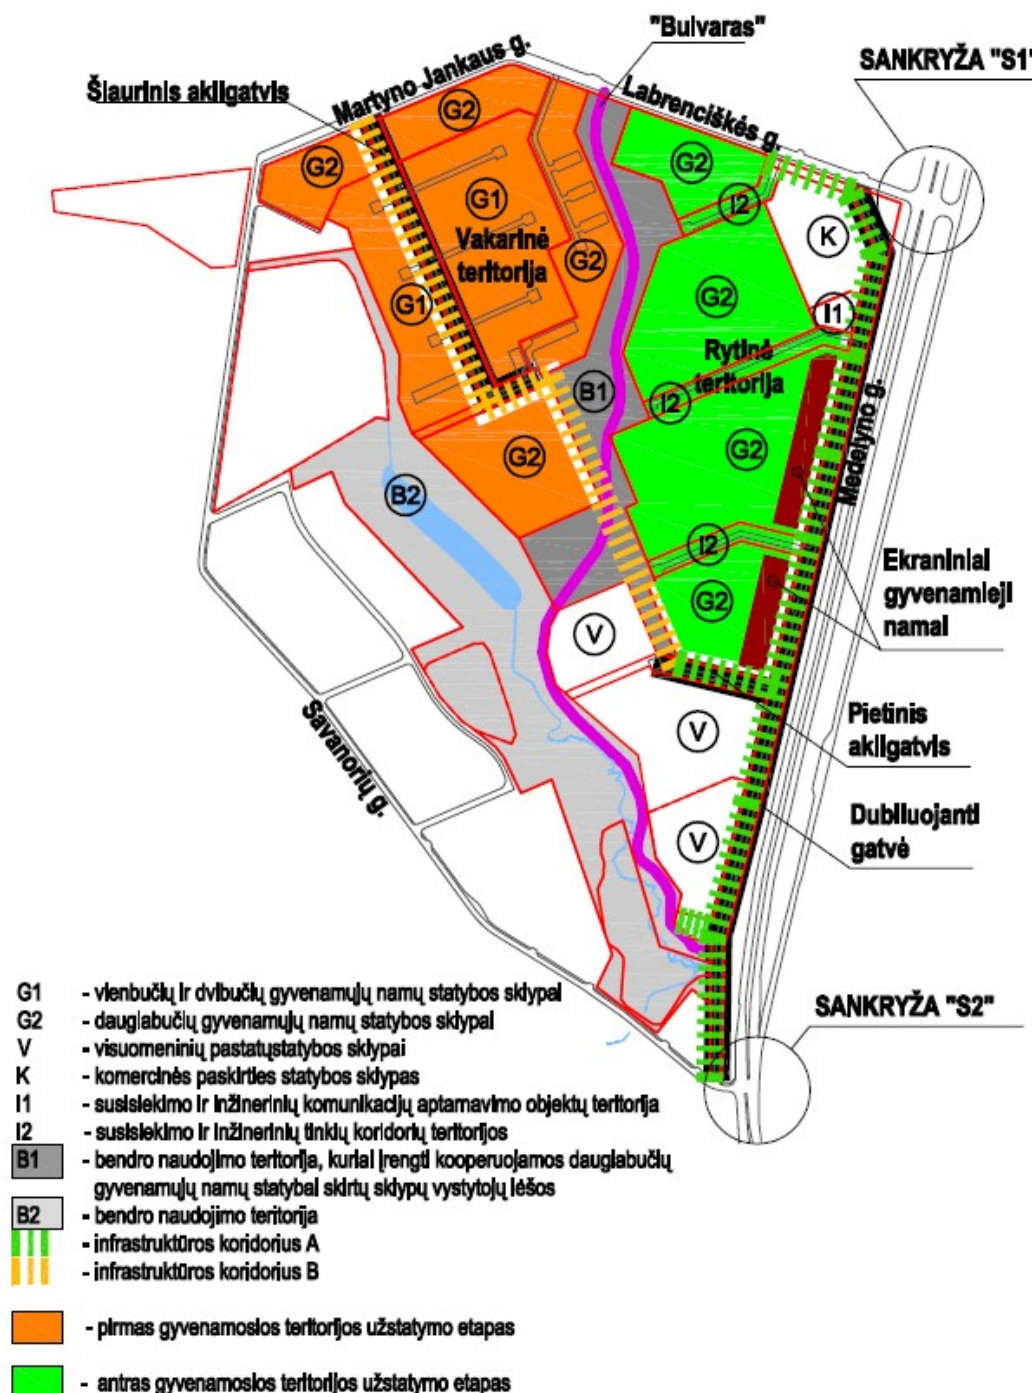 "Bulvaras"
SANKRYŽA "S1"
Martyno Jankaus g.
Šiaurinis akligatvis
Labrenciškės g.
G2
G2
G2
I2
G1
K
Vakarinė
teritorija
G2
G1
G2
I1
Rytinė
teritorija
B1
I2
Medelyno g.
G2
G2
B2
I2
Ekraniniai
gyvenamieji
namai
G2
V
Savanorių g.
Pietinis
akligatvis
V
Dubliuojanti
gatvė
V
G1 - vienbučių ir dvibučių gyvenamųjų namų statybos sklypai
G2 - daugiabučių gyvenamųjų namų statybos sklypai
SANKRYŽA "S2"
V - visuomeninių pastatųstatybos sklypai
K - komercinės paskirties statybos sklypas
I1 - susisiekimo ir inžinerinių komunikacijų aptarnavimo objektų teritorija
I2 - susisiekimo ir inžinerinių tinklų koridorių teritorijos
B1 - bendro naudojimo teritorija, kuriai įrengti kooperuojamos daugiabučių
gyvenamųjų namų statybai skirtų sklypų vystytojų lėšos
B2 - bendro naudojimo teritorija
- infrastruktūros koridorius A
- infrastruktūros koridorius B
- pirmas gyvenamosios teritorijos užstatymo etapas
- antras gyvenamosios teritorijos užstatymo etapas